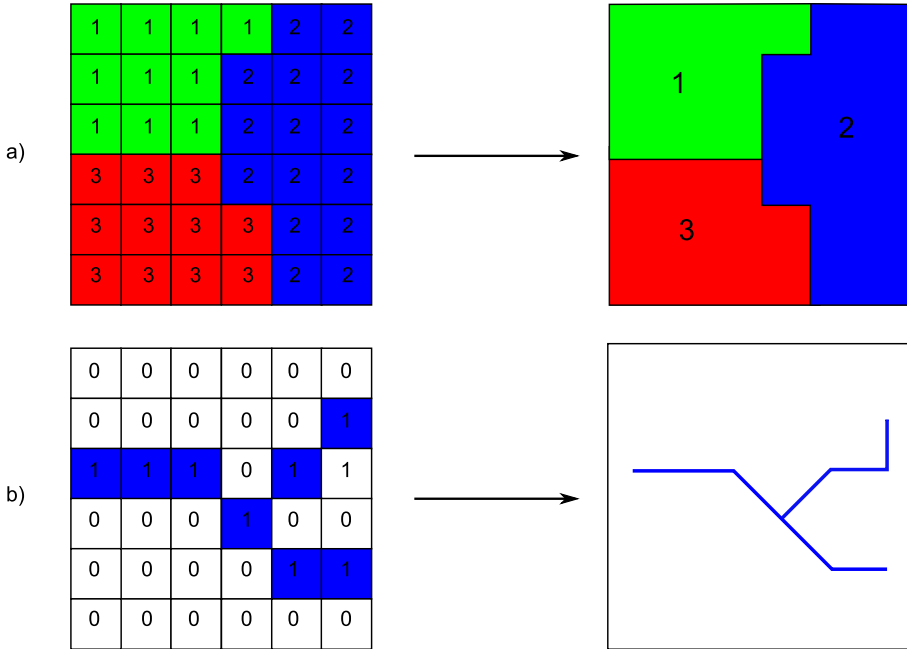 1 1 1 1 2 2
1 1 1 2 2 2
1 1 1 2 2 2
3 3 3 2 2 2
3 3 3 3 2 2
3 3 3 3 2 2
a)
1
2
3
0 0 0 0 0 0
0 0 0 0 0 1
1 1 1 0 1 1
0 0 0 1 0 0
0 0 0 0 1 1
0 0 0 0 0 0
b)